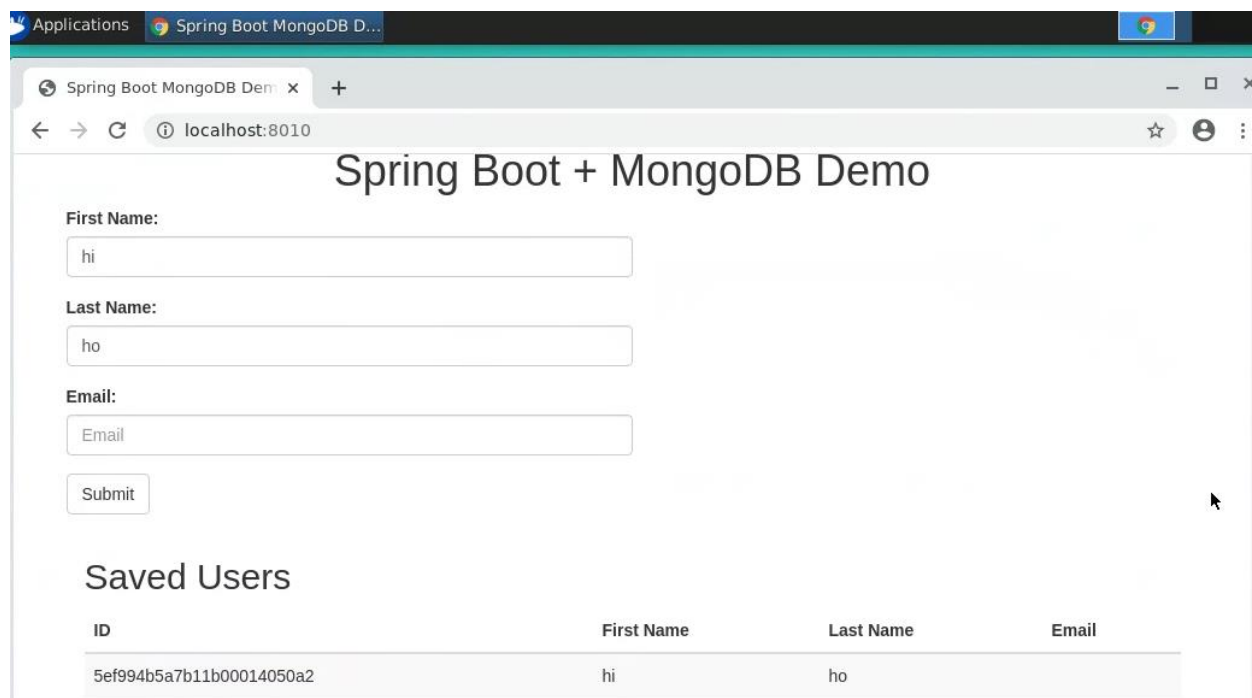 Applications Spring Boot MongoDB D...
Spring Boot MongoDB Dem
localhost:8010
Spring Boot + MongoDB Demo
First Name:
hi
Last Name:
ho
Email:
Email
Submit
Saved Users
ID First Name Last Name Email
5ef994b5a7b11b00014050a2 hi ho